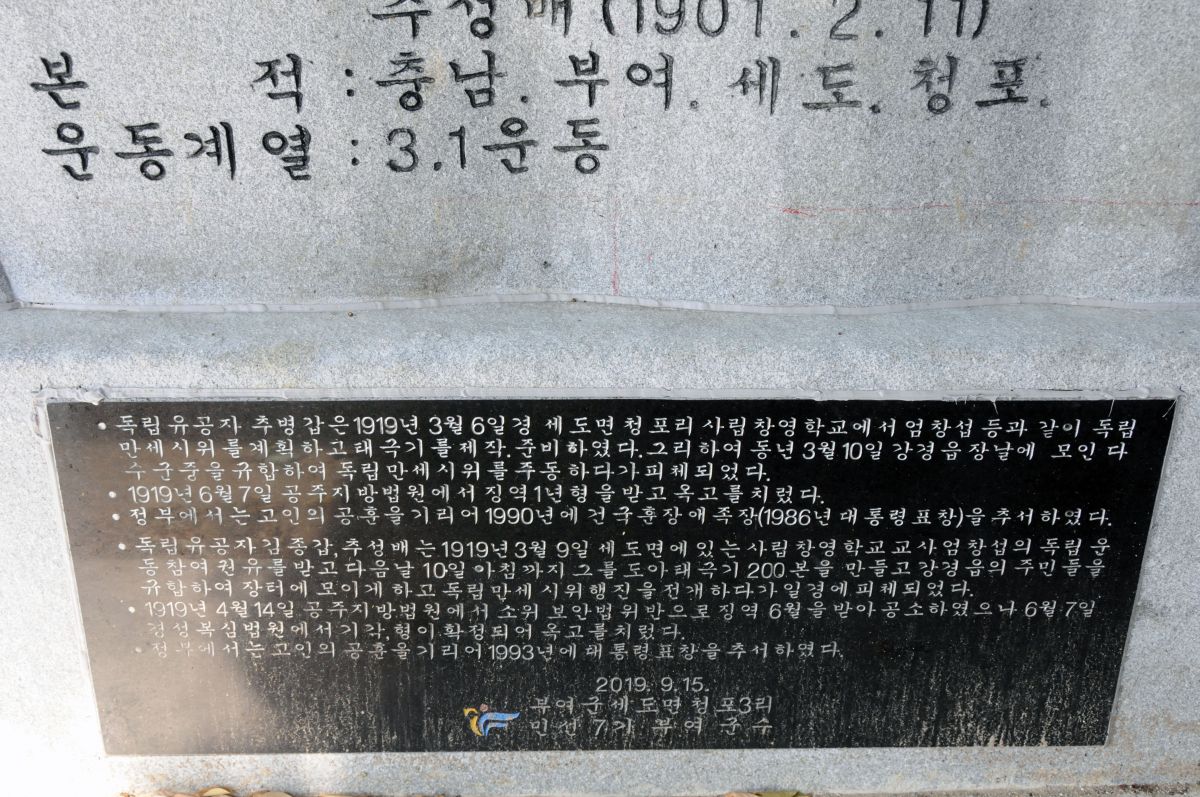 추성배(1901. 2. 11)
본 적 : 충남. 부여. 세도. 청포.
운동계열 : 3.1운동
• 독립유공자 추병갑은 1919년 3월 6일경 세도면 청포리 사립창영학교에서 엄창섭 등과 같이 독립
만세시위를 계획하고 태극기를 제작.준비하였다. 그리하여 동년 3월 10일 강경읍 장날에 모인 다
수 군중을 규합하여 독립만세시위를 주동하다가 피체되었다.
• 1919년 6월 7일 공주지방법원에서 징역 1년형을 받고 옥고를 치렀다.
• 정부에서는 고인의 공훈을 기리어 1990년에 건국훈장애족장(1986년 대통령표창)을 추서하였다.
• 독립유공자 김종갑, 추성배는 1919년 3월 9일 세도면에 있는 사립창영학교 교사 엄창섭의 독립운
동참여 권유를 받고 다음날 10일 아침까지 그를 도아 태극기 200본을 만들고 강경읍의 주민들을
규합하여 장터에 모이게 하고 독립만세시위행진을 전개하다가 일경에 피체되었다.
• 1919년 4월 14일 공주지방법원에서 소위 보안법위반으로 징역 6월을 받아 공소하였으나 6월 7일
경성복심법원에서 기각, 형이 확정되어 옥고를 치렀다.
• 정부에서는 고인의 공훈을 기리어 1993년에 대통령표창을 추서하였다.
2019. 9. 15.
부여군 세도면 청포3리
민선 7기 부여군수